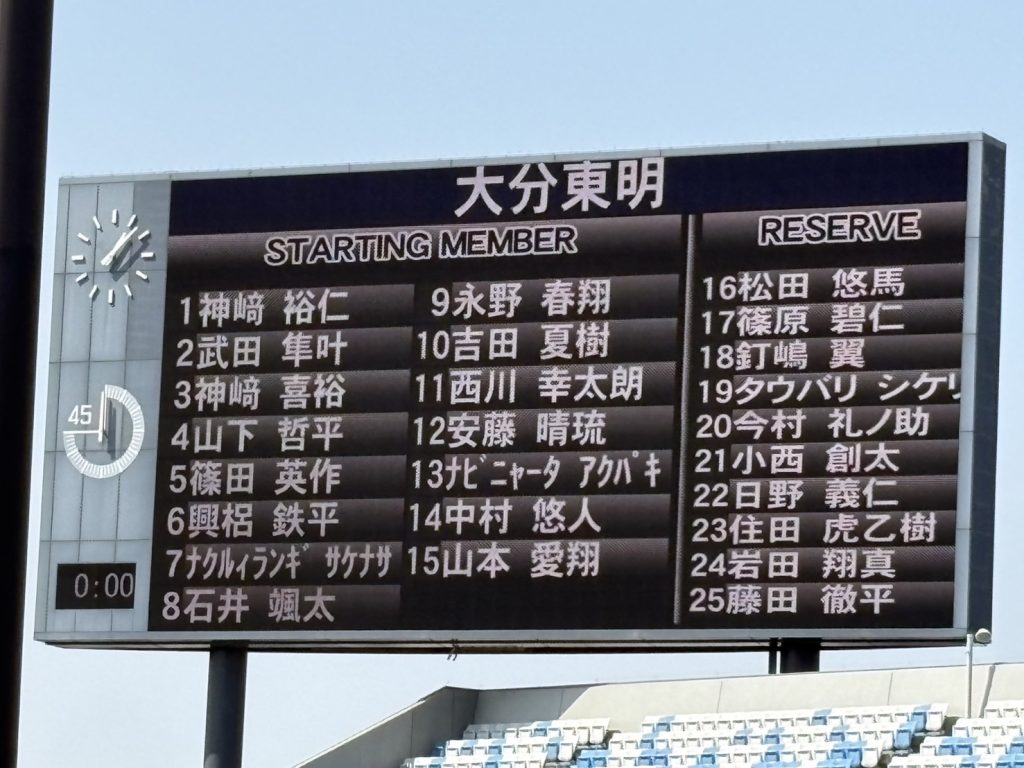 大分東明
STARTING MEMBER
1神﨑 裕仁
2武田 隼叶
3神﨑 喜裕
4山下 哲平
5篠田 英作
6興梠 鉄平
7ナクルィランギ サケナサ
8石井 颯太
9永野 春翔
10吉田 夏樹
11西川 幸太朗
12安藤 晴琉
13ナビニャータ アクパキ
14中村 悠人
15山本 愛翔
RESERVE
16松田 悠馬
17篠原 碧仁
18釘嶋 翼
19タウバリ シケリ
20今村 礼ノ助
21小西 創太
22日野 義仁
23住田 虎乙樹
24岩田 翔真
25藤田 徹平
45
0:00